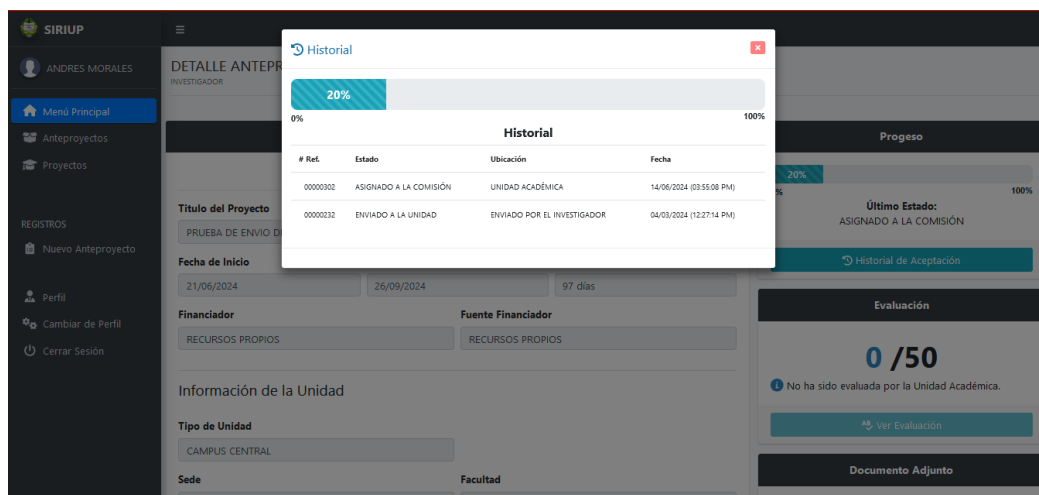 SIRIUP
ANDRES MORALES
Menú Principal
Anteproyectos
Proyectos
REGISTROS
Nuevo Anteproyecto
Perfil
Cambiar de Perfil
Cerrar Sesión
DETALLE ANTEPR
INVESTIGADOR
Historial
20%
0% 100%
Historial
# Ref. Estado Ubicación Fecha
00000302 ASIGNADO A LA COMISIÓN UNIDAD ACADÉMICA 14/06/2024 (03:55:08 PM)
00000232 ENVIADO A LA UNIDAD ENVIADO POR EL INVESTIGADOR 04/03/2024 (12:27:14 PM)
Titulo del Proyecto
PRUEBA DE ENVIO D
Fecha de Inicio
21/06/2024 26/09/2024 97 días
Financiador Fuente Financiador
RECURSOS PROPIOS RECURSOS PROPIOS
Información de la Unidad
Tipo de Unidad
CAMPUS CENTRAL
Sede Facultad
Progeso
20%
% 100%
Último Estado:
ASIGNADO A LA COMISIÓN
Historial de Aceptación
Evaluación
0 /50
No ha sido evaluada por la Unidad Académica.
Ver Evaluación
Documento Adjunto